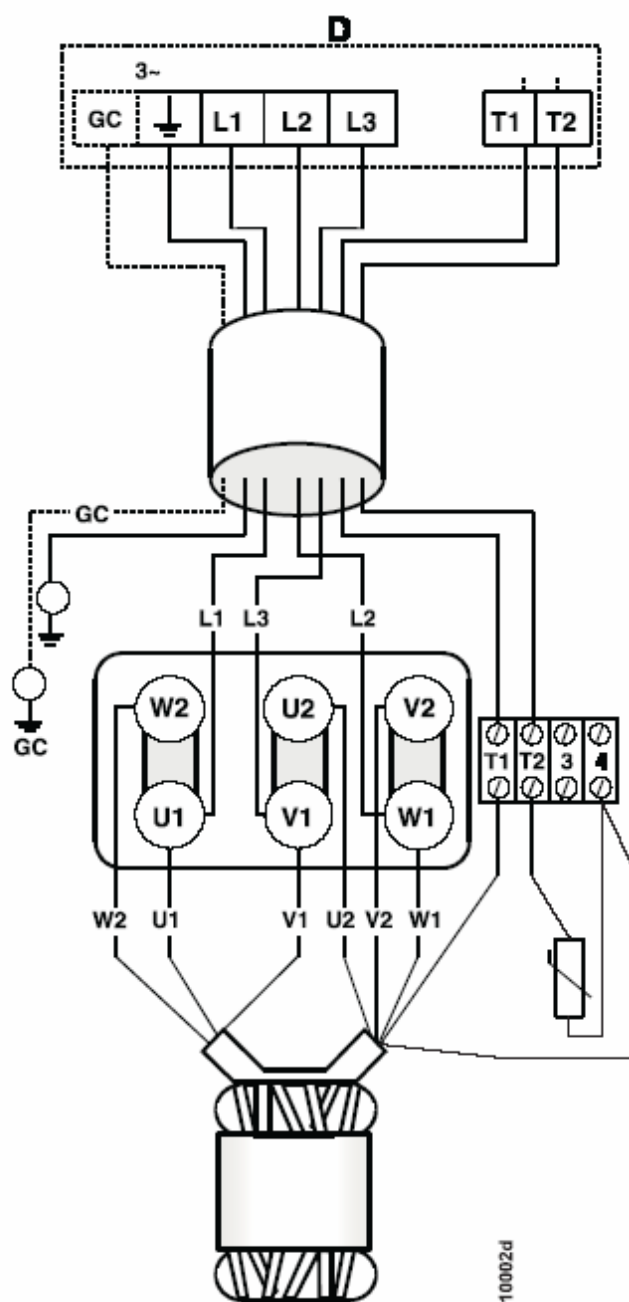 D
3~
GC L1 L2 L3 T1 T2
GC
L1 L3 L2
GC
W2 U2 V2
T1 T2 3 4
U1 V1 W1
W2 U1 V1 U2 V2 W1
10002d